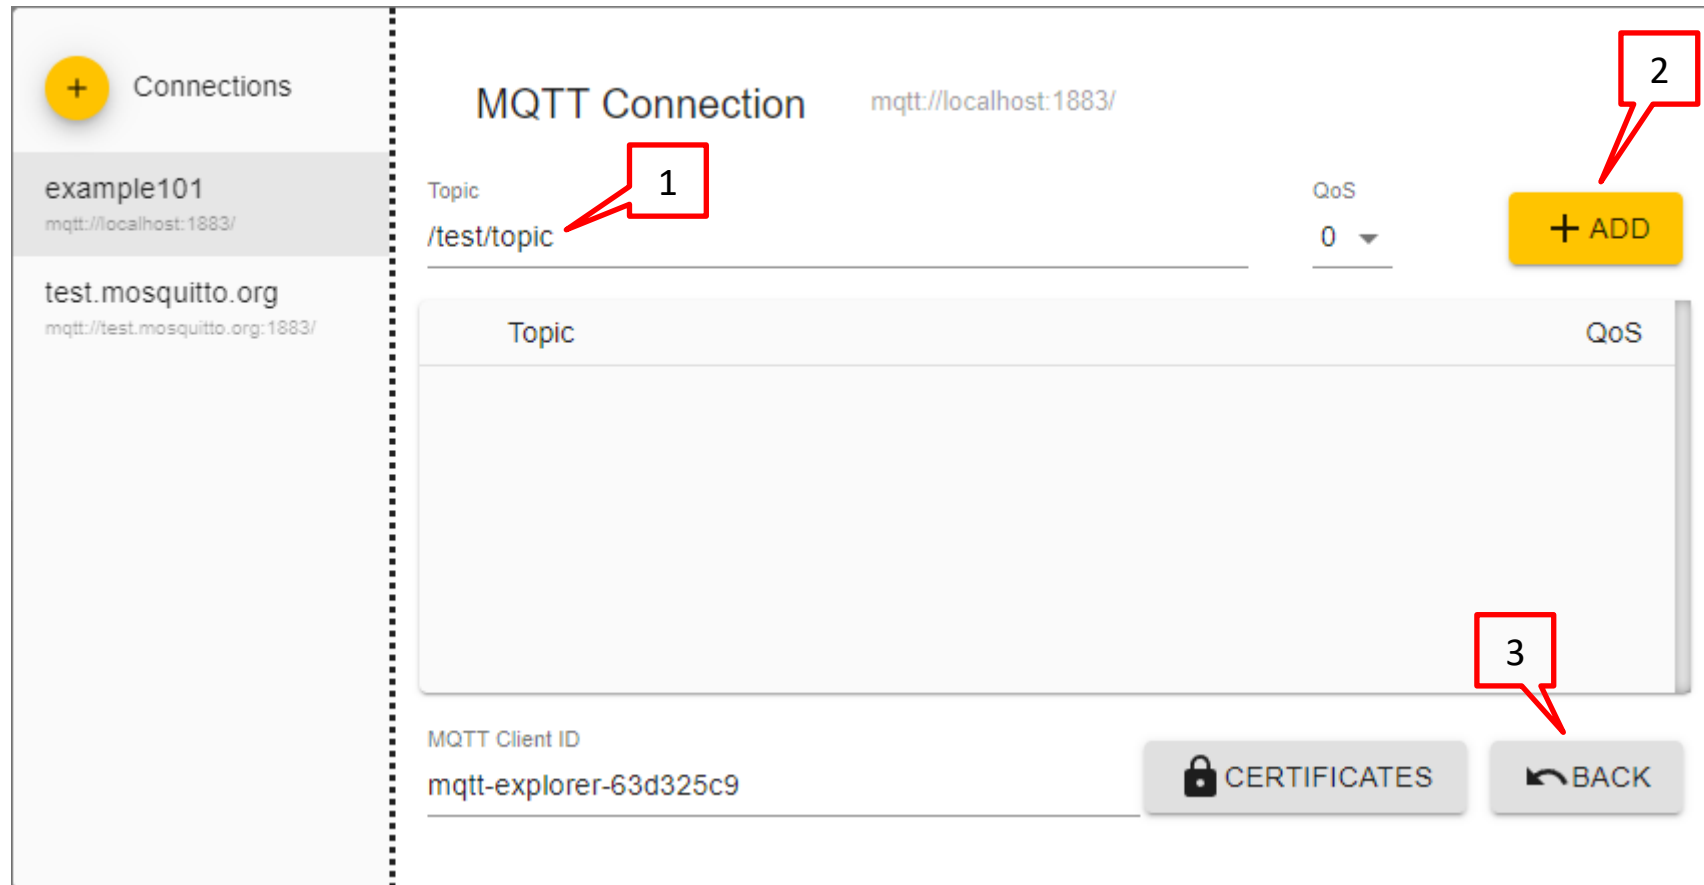 + Connections
example101
mqtt://localhost:1883/
test.mosquitto.org
mqtt://test.mosquitto.org:1883/
MQTT Connection mqtt://localhost:1883/
2
1
Topic QoS
/test/topic 0 + ADD
Topic QoS
3
MQTT Client ID
mqtt-explorer-63d325c9 CERTIFICATES BACK